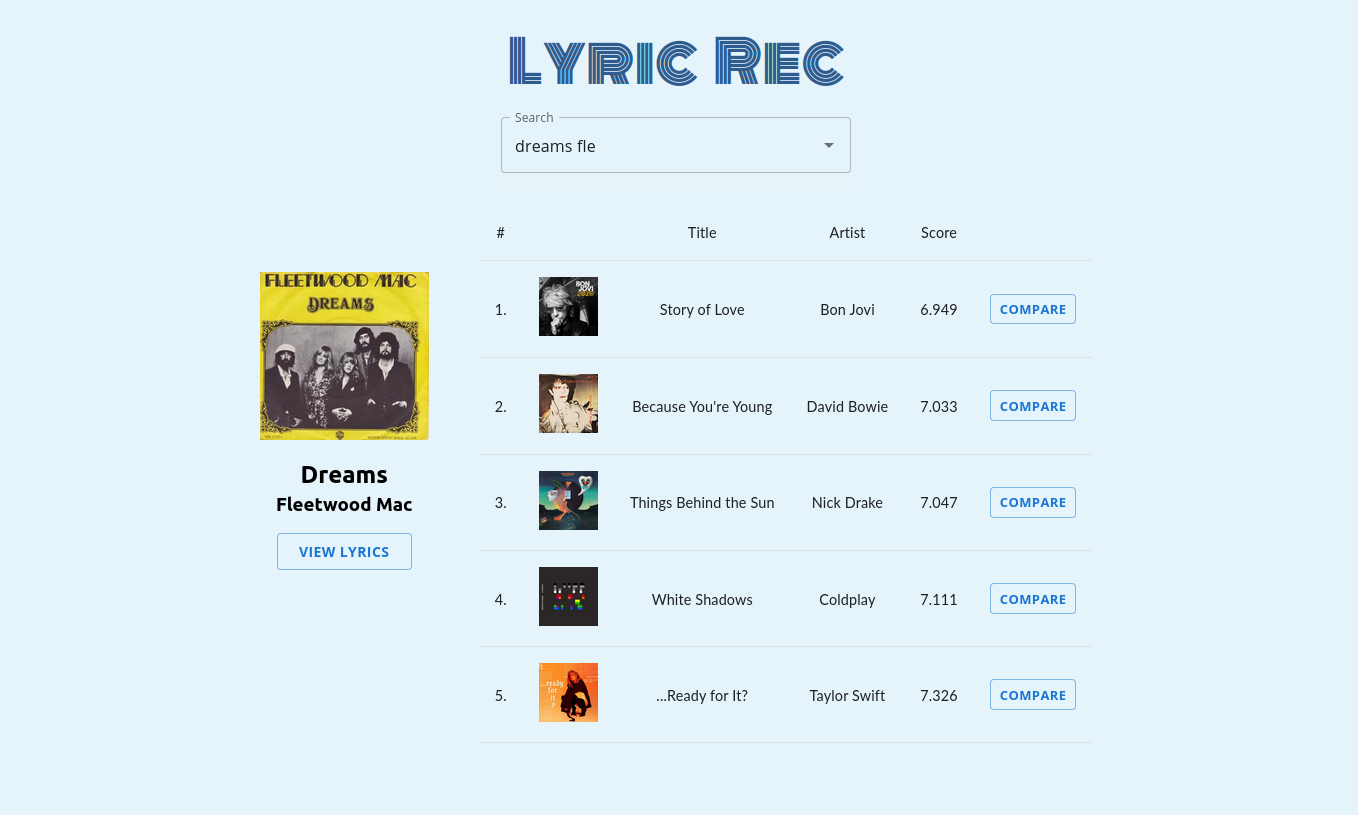 Lyric Rec
Search
dreams fle
# Title Artist Score
FLEETWOOD MAC
DREAMS
Dreams
Fleetwood Mac
VIEW LYRICS
1. BON JOVI 2020 Story of Love Bon Jovi 6.949 COMPARE
2. Because You're Young David Bowie 7.033 COMPARE
3. Things Behind the Sun Nick Drake 7.047 COMPARE
4. White Shadows Coldplay 7.111 COMPARE
5. ...ready for it? ...Ready for It? Taylor Swift 7.326 COMPARE